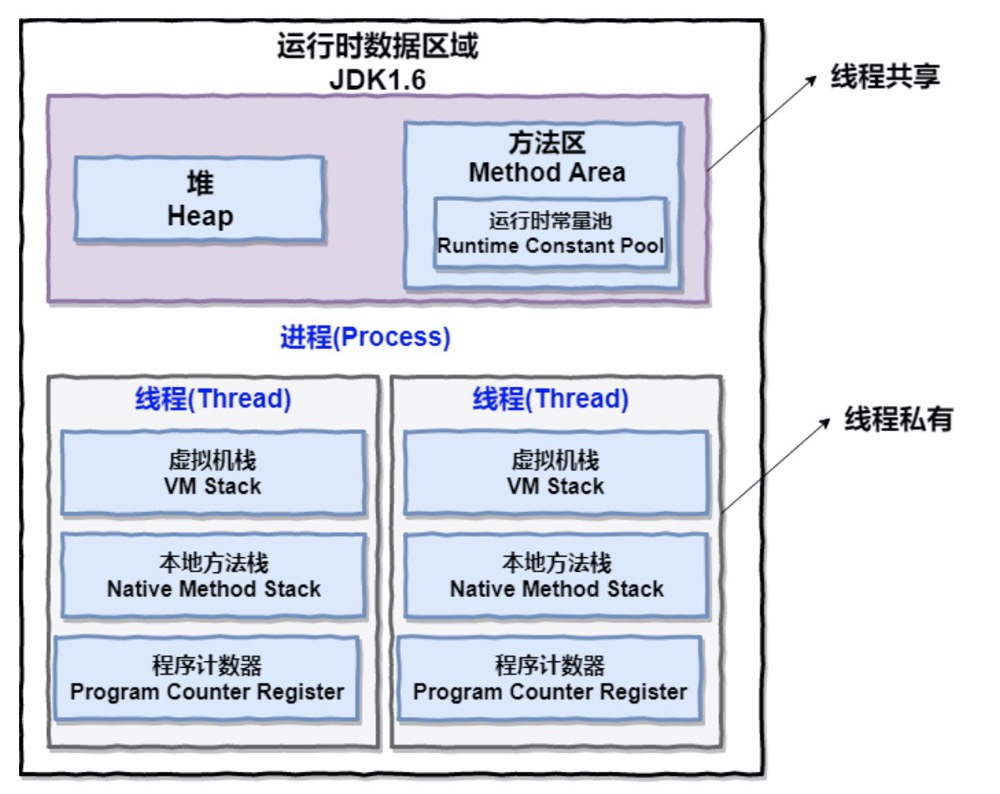 运行时数据区域
JDK1.6
线程共享
堆
Heap
方法区
Method Area
运行时常量池
Runtime Constant Pool
进程(Process)
线程(Thread)
虚拟机栈
VM Stack
本地方法栈
Native Method Stack
程序计数器
Program Counter Register
线程(Thread)
虚拟机栈
VM Stack
本地方法栈
Native Method Stack
程序计数器
Program Counter Register
线程私有